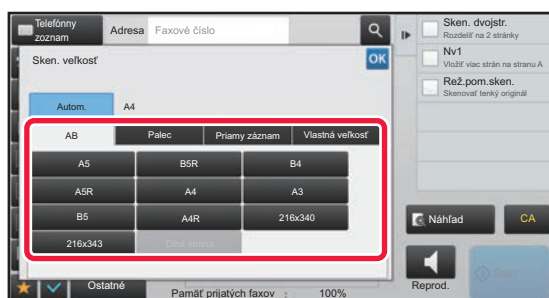 Telefónny
zoznam
Adresa
Faxové číslo
Sken. veľkosť
OK
Autom.
A4
AB
Palec
Priamy záznam
Vlastná veľkosť
A5
B5R
B4
A5R
A4
A3
B5
A4R
216x340
216x343
Dlhá strana
Ostatné
Pamäť prijatých faxov : 100%
Sken. dvojstr.
Rozdeliť na 2 stránky
Nv1
Vložiť viac strán na stranu A
Rež.pom.sken.
Skenovať tenký originál
Náhľad
CA
Reprod.
Štart